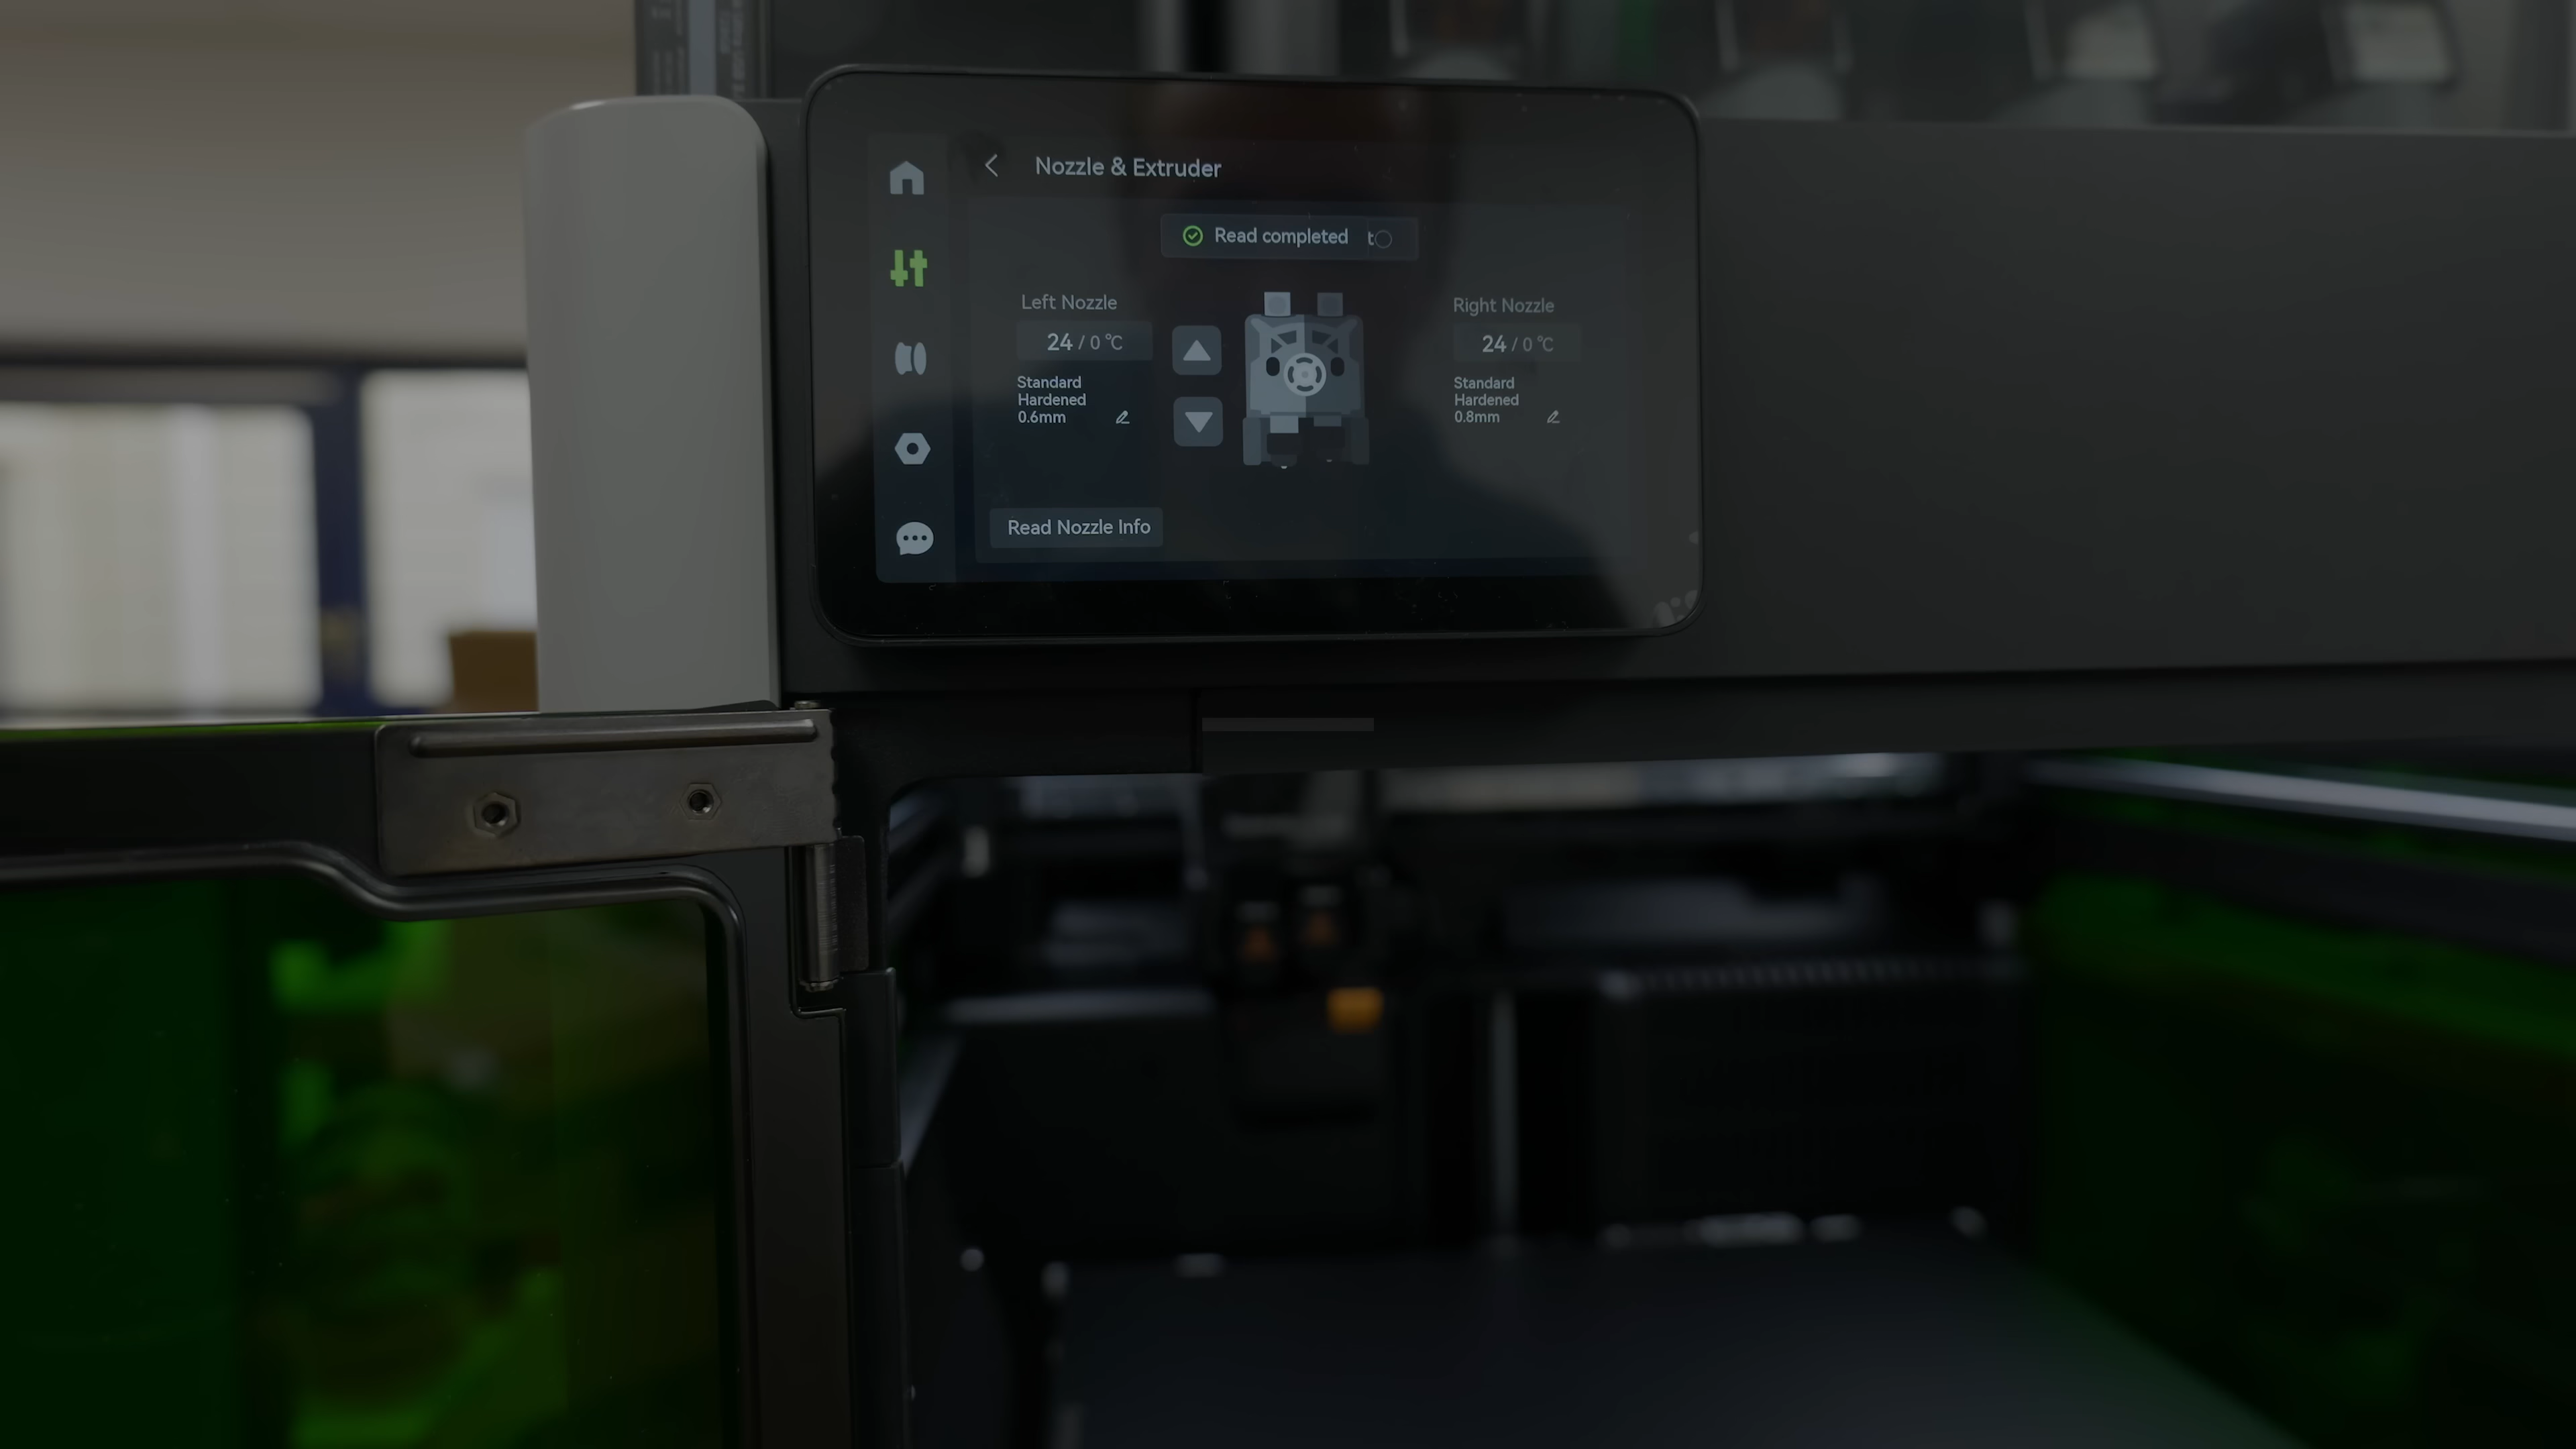 Nozzle & Extruder
Read completed
Left Nozzle
24 / 0 °C
Standard
Hardened
0.6mm
Right Nozzle
24 / 0 °C
Standard
Hardened
0.8mm
Read Nozzle Info